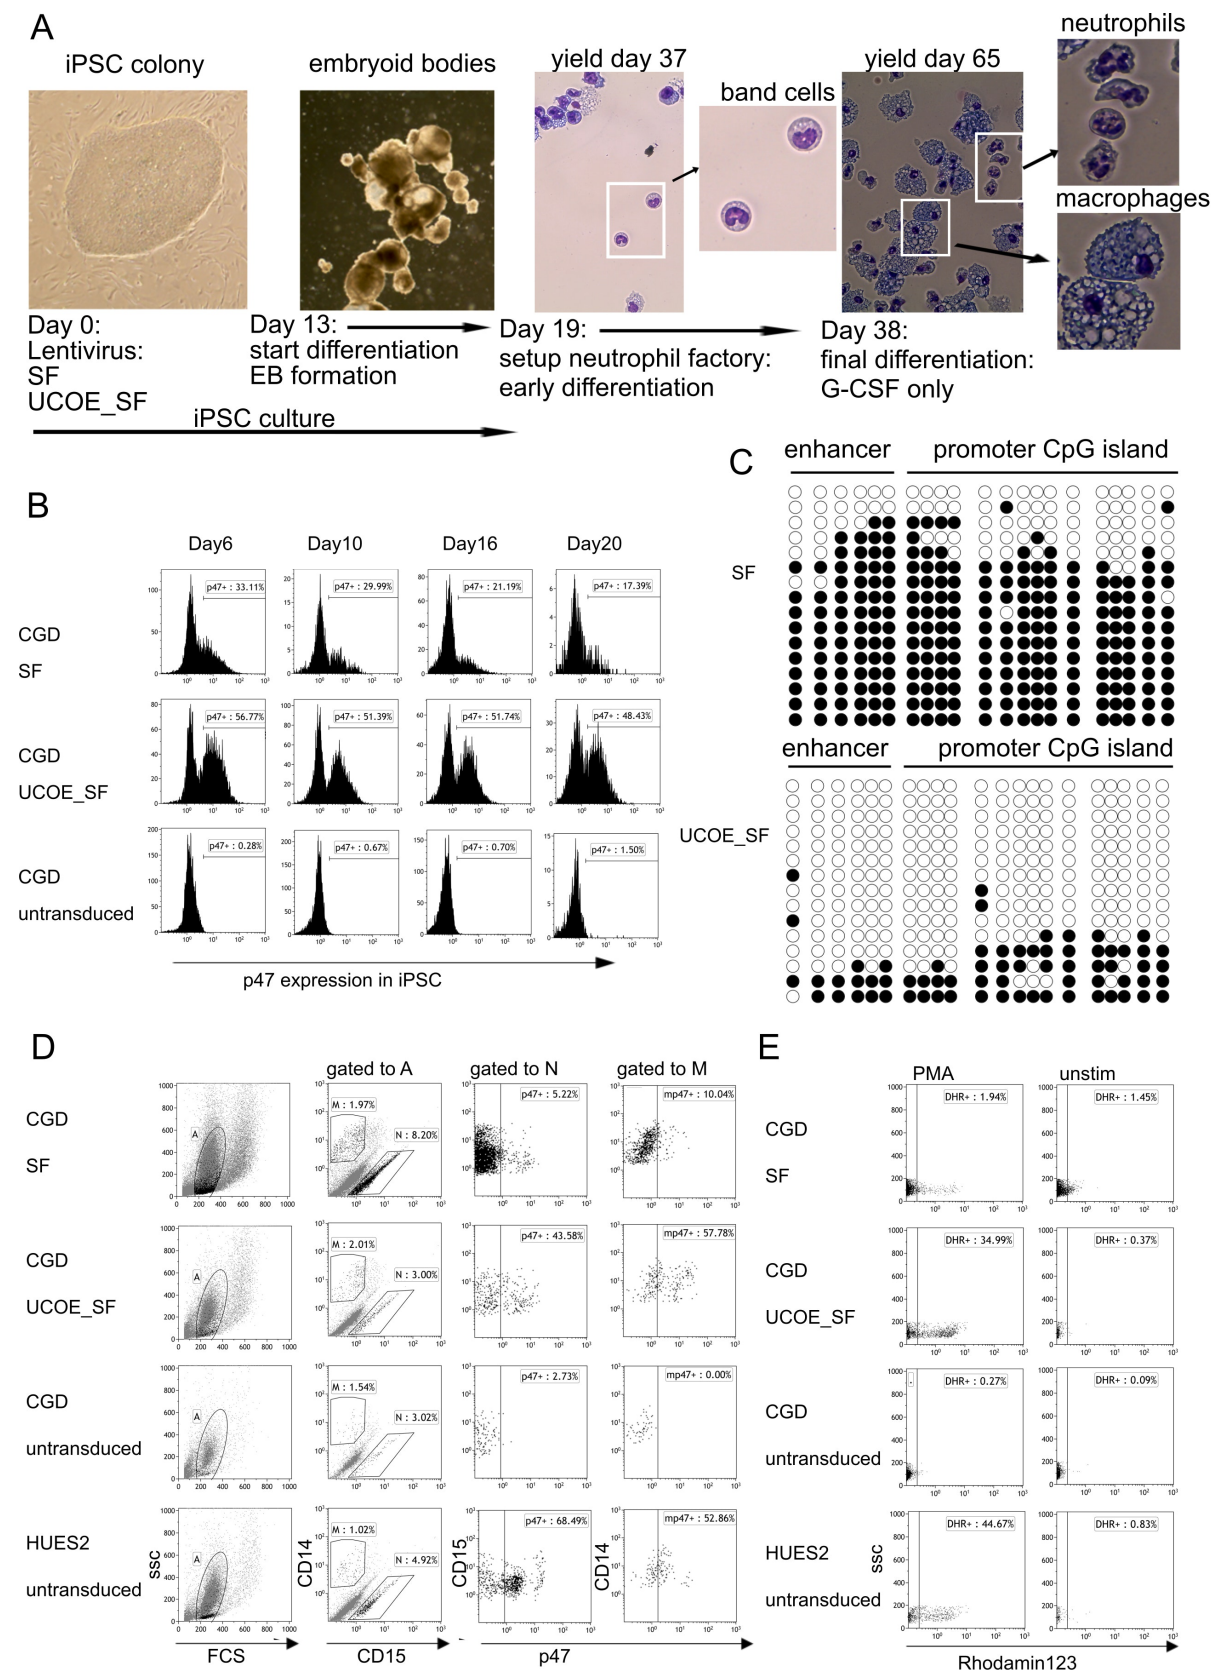 A
iPSC colony
embryoid bodies
yield day 37
band cells
yield day 65
neutrophils
macrophages
Day 0:
Lentivirus:
SF
UCOE_SF
Day 13:
start differentiation
EB formation
Day 19:
setup neutrophil factory:
early differentiation
Day 38:
final differentiation:
G-CSF only
iPSC culture
B
Day6
Day10
Day16
Day20
CGD
SF
p47+ : 33.11%
p47+ : 29.99%
p47+ : 21.19%
p47+ : 17.39%
CGD
UCOE_SF
p47+ : 56.77%
p47+ : 51.39%
p47+ : 51.74%
p47+ : 48.43%
CGD
untransduced
p47+ : 0.28%
p47+ : 0.67%
p47+ : 0.70%
p47+ : 1.50%
p47 expression in iPSC
C
enhancer
promoter CpG island
SF
enhancer
promoter CpG island
UCOE_SF
D
gated to A
gated to N
gated to M
CGD
SF
A
M : 1.97%
N : 8.20%
p47+ : 5.22%
mp47+ : 10.04%
CGD
UCOE_SF
A
M : 2.01%
N : 3.00%
p47+ : 43.58%
mp47+ : 57.78%
CGD
untransduced
A
M : 1.54%
N : 3.02%
p47+ : 2.73%
mp47+ : 0.00%
HUES2
untransduced
A
M : 1.02%
N : 4.92%
p47+ : 68.49%
mp47+ : 52.86%
ssc
CD14
CD15
CD14
FCS
CD15
p47
E
PMA
unstim
CGD
SF
DHR+ : 1.94%
DHR+ : 1.45%
CGD
UCOE_SF
DHR+ : 34.99%
DHR+ : 0.37%
CGD
untransduced
DHR+ : 0.27%
DHR+ : 0.09%
HUES2
untransduced
DHR+ : 44.67%
DHR+ : 0.83%
ssc
Rhodamin123